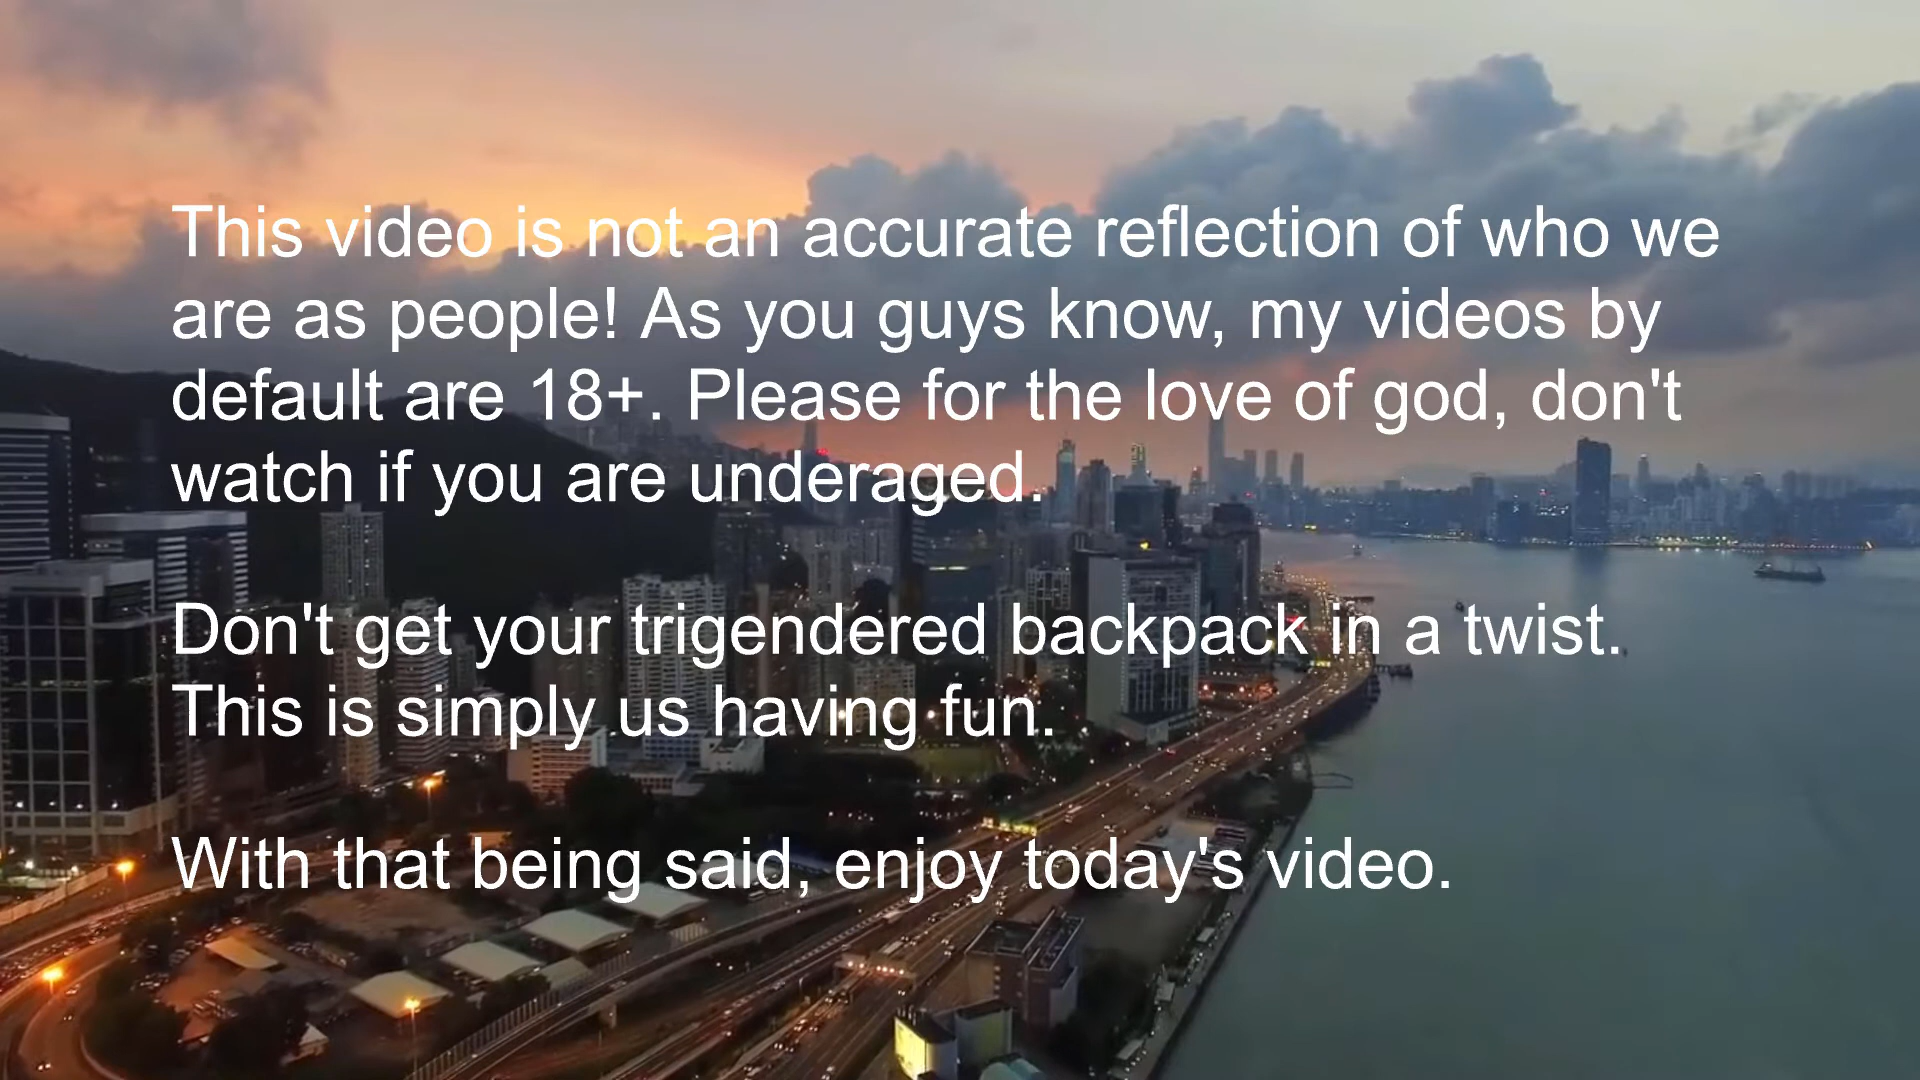 This video is not an accurate reflection of who we
are as people! As you guys know, my videos by
default are 18+. Please for the love of god, don't
watch if you are underaged.
Don't get your trigendered backpack in a twist.
This is simply us having fun.
With that being said, enjoy today's video.